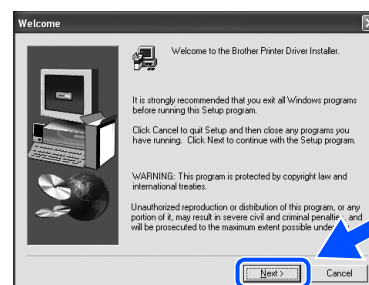 Welcome
Welcome to the Brother Printer Driver Installer.
It is strongly recommended that you exit all Windows programs
before running this Setup program.
Click Cancel to quit Setup and then close any programs you
have running. Click Next to continue with the Setup program.
WARNING: This program is protected by copyright law and
international treaties.
Unauthorized reproduction or distribution of this program, or any
portion of it, may result in severe civil and criminal and
will be prosecuted to the maximum extent possible
Next >
Cancel